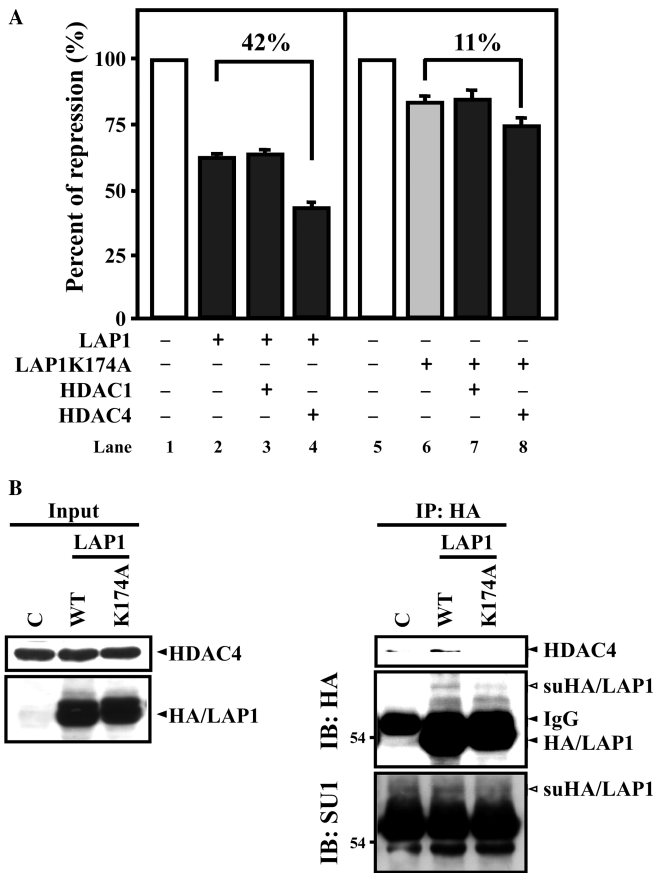 A
Percent of repression (%)
100
75
50
25
0
42%
11%
LAP1 – + + + – – – –
LAP1K174A – – – – – + + +
HDAC1 – – + – – – + –
HDAC4 – – – + – – – +
Lane 1 2 3 4 5 6 7 8
B
Input
LAP1
C WT K174A
HDAC4
HA/LAP1
IP: HA
LAP1
C WT K174A
HDAC4
IB: HA
suHA/LAP1
IgG
54
HA/LAP1
IB: SU1
suHA/LAP1
54